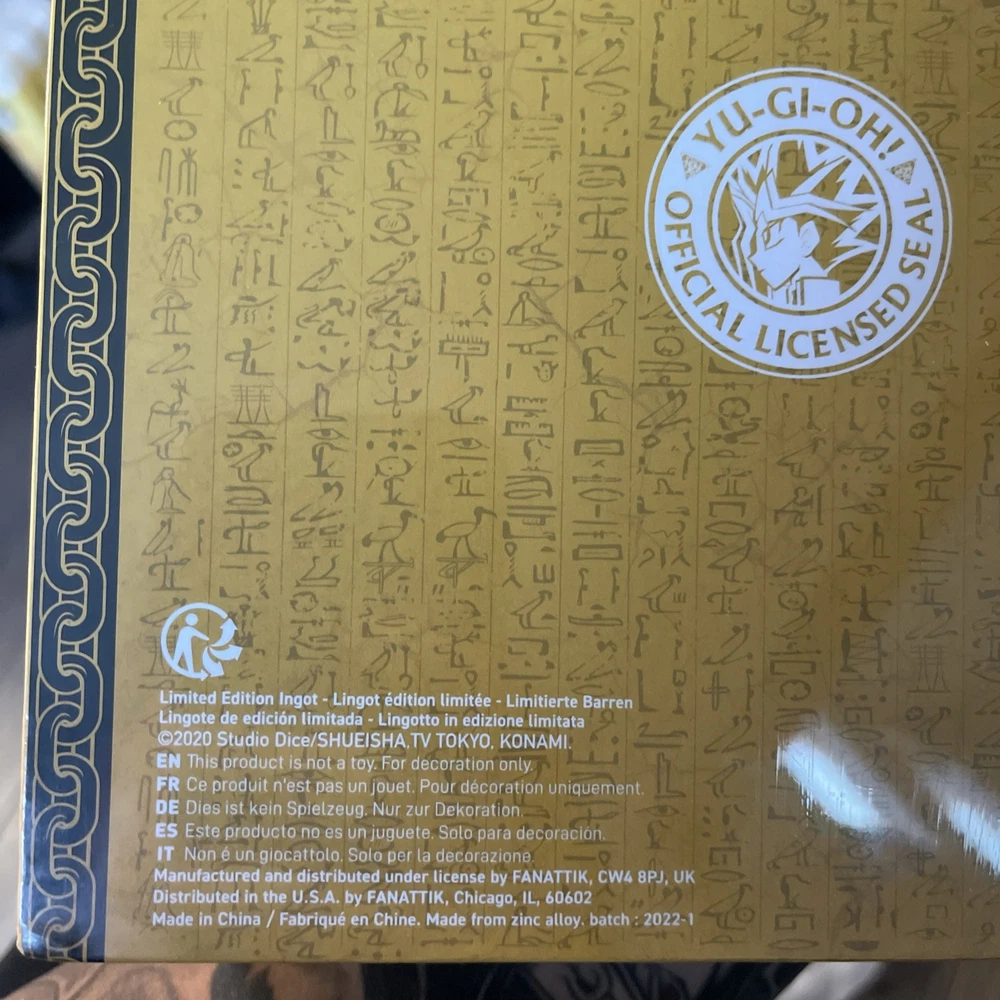 YU-GI-OH!
OFFICIAL LICENSED SEAL
Limited Edition Ingot - Lingot édition limitée - Limitierte Barren
Lingote de edición limitada - Lingotto in edizione limitata
©2020 Studio Dice/SHUEISHA,TV TOKYO, KONAMI.
EN This product is not a toy. For decoration only.
FR Ce produit n'est pas un jouet. Pour décoration uniquement.
DE Dies ist kein Spielzeug. Nur zur Dekoration.
ES Este producto no es un juguete. Solo para decoración.
IT Non é un giocattolo. Solo per la decorazione.
Manufactured and distributed under license by FANATTIK, CW4 8PJ, UK
Distributed in the U.S.A. by FANATTIK, Chicago, IL, 60602
Made in China / Fabriqué en Chine. Made from zinc alloy. batch : 2022-1